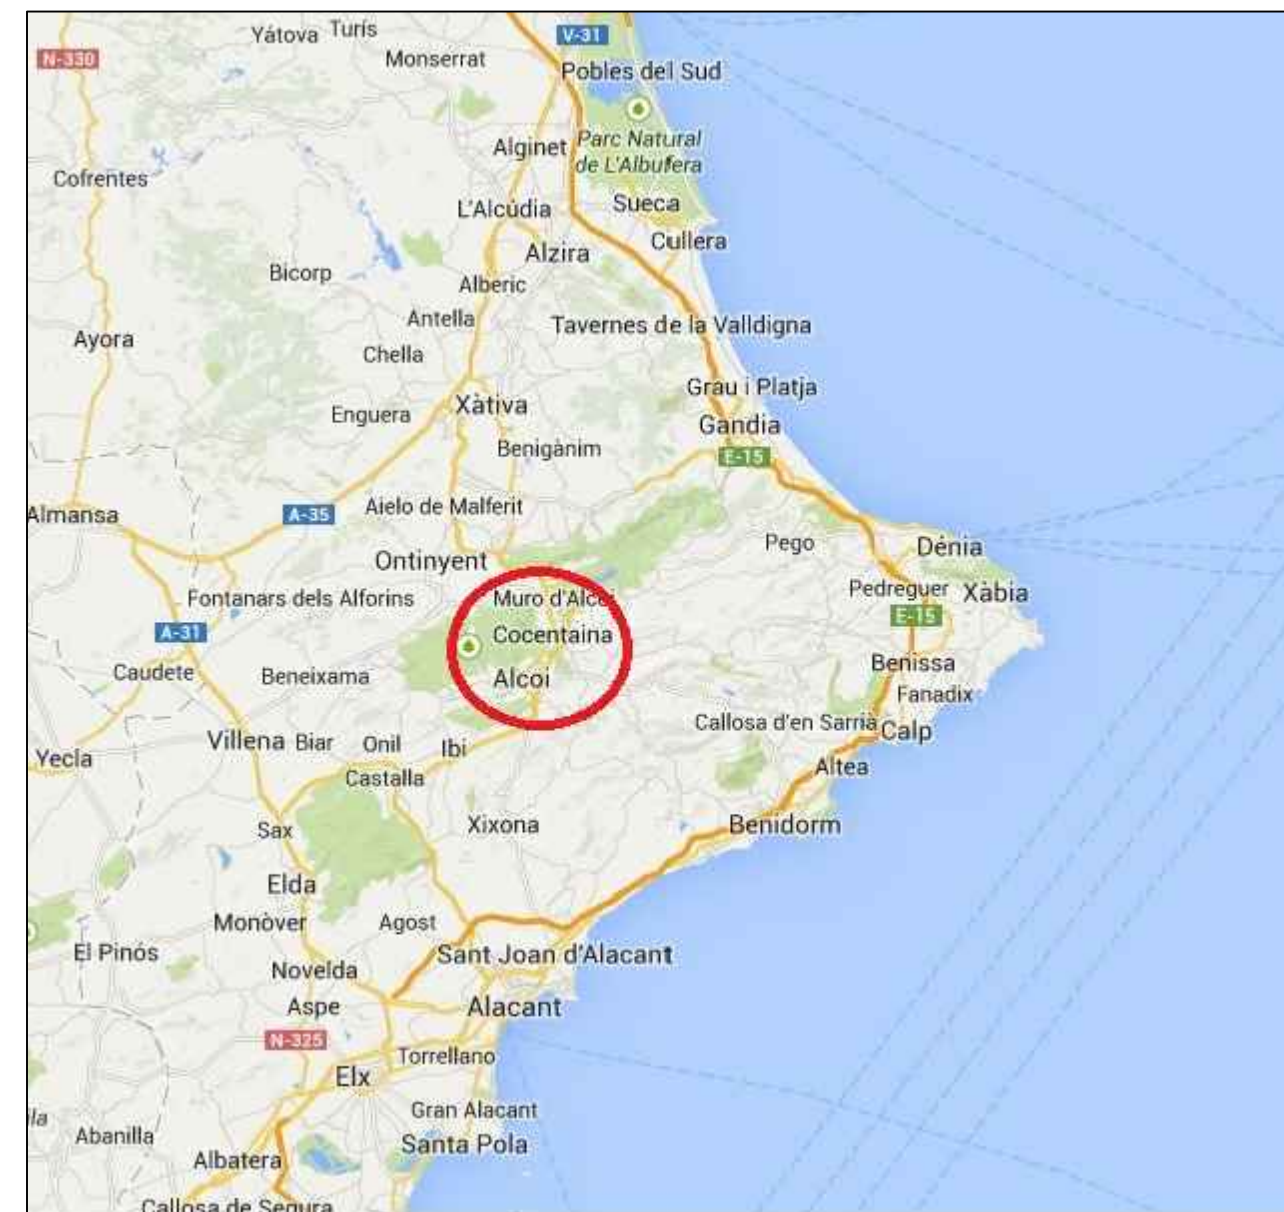 Yátova
Turís
V-31
N-330
Monserrat
Pobles del Sud
Alginet
Parc Natural
de L'Albufera
Cofrentes
L'Alcúdia
Sueca
Cullera
Alzira
Bicorp
Alberic
Antella
Tavernes de la Valldigna
Ayora
Chella
Grau i Platja
Enguera
Xàtiva
Gandia
Benigànim
E-15
Almansa
A-35
Aielo de Malferit
Pego
Dénia
Ontinyent
Pedreguer
Xàbia
Fontanars dels Alforins
Muro d'Alcoi
E-15
A-31
Cocentaina
Benissa
Caudete
Beneixama
Alcoi
Fanadix
Callosa d'en Sarrià
Calp
Villena
Biar
Onil
Ibi
Yecla
Castalla
Altea
Sax
Xixona
Benidorm
Elda
Monòver
Agost
El Pinós
Sant Joan d'Alacant
Novelda
Aspe
Alacant
N-325
Torrellano
Elx
Gran Alacant
ila
Abanilla
Santa Pola
Albatera
Callosa de Segura